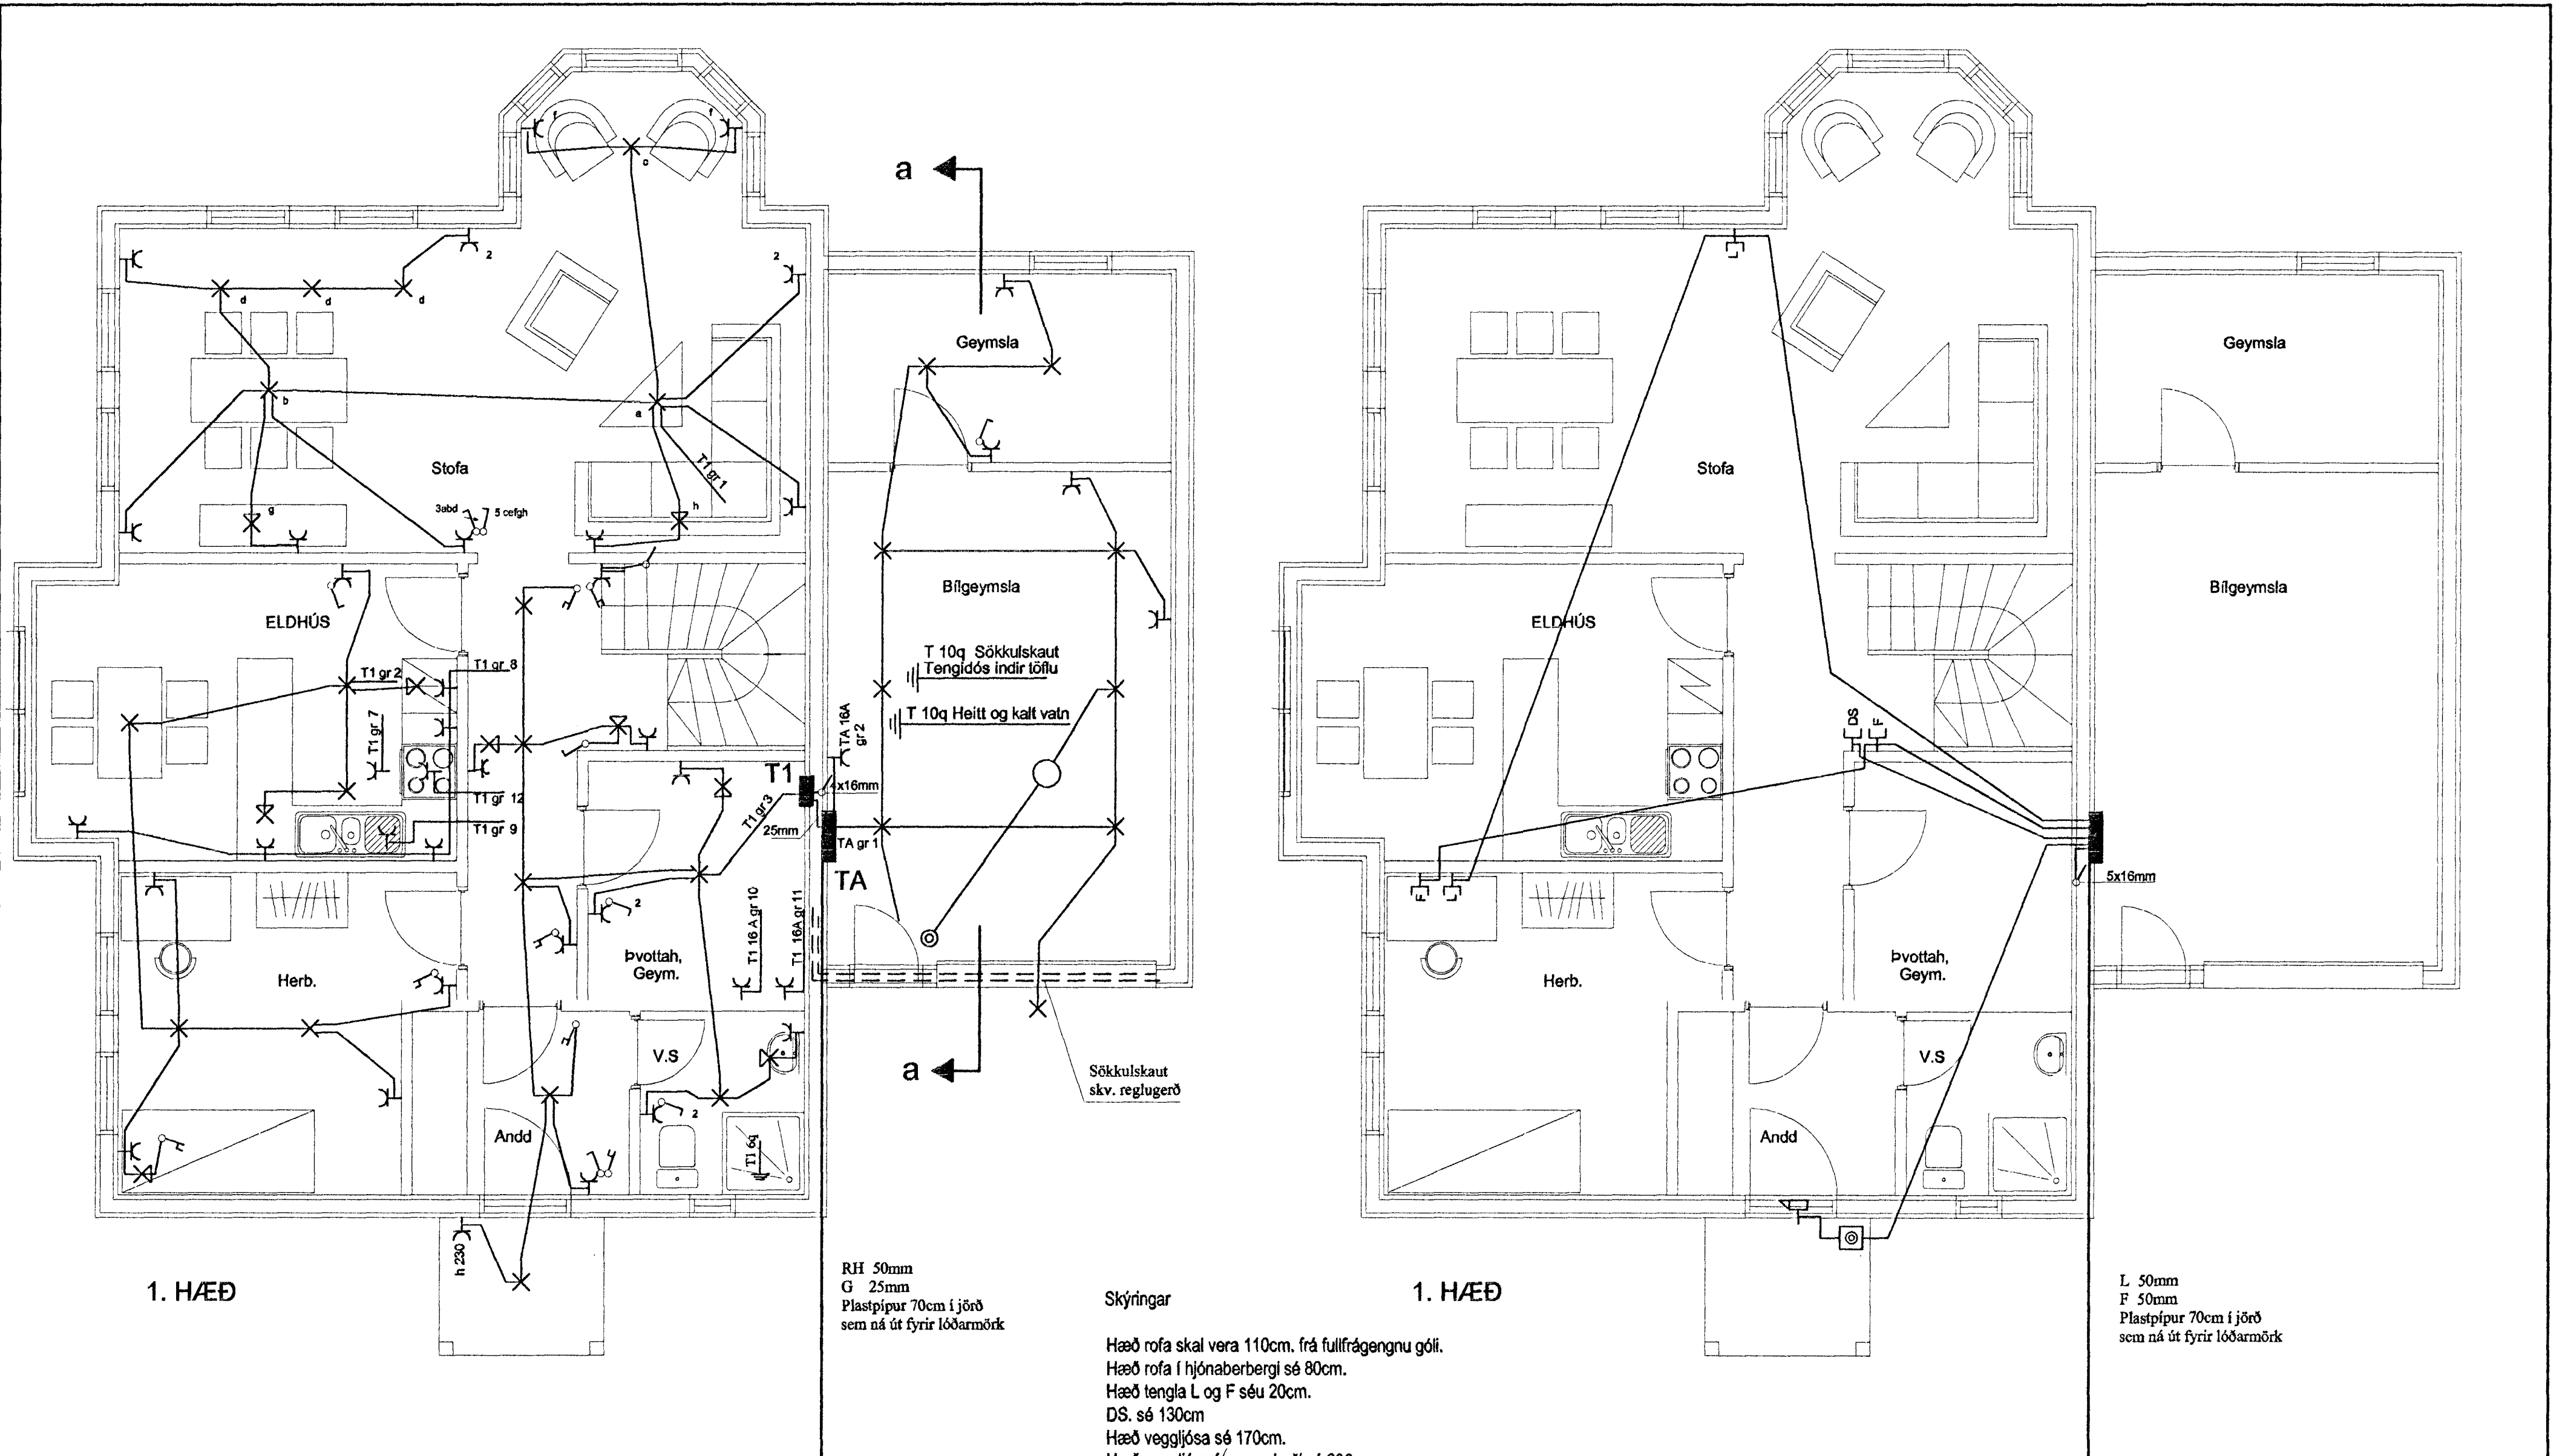 a
f
f
c
2
2
d
d
d
Geymsla
b
a
Stofa
T1 gr 1
h
g
3abd
5 cefgh
Bílgeymsla
ELDHÚS
T 10q Sökkulskaut
Tengidós indir töflu
T1 gr 8
T1 gr 2
T 10q Heitt og kalt vatn
T1 gr 7
TA 16A
gr 2
T1
4x16mm
T1 gr 12
T1 gr 3
T1 gr 9
25mm
TA gr 1
TA
2
T1 16 A gr 10
T1 16A gr 11
Þvottah,
Geym.
Herb.
V.S
a
Sökkulskaut
skv. reglugerð
2
Andd
T1 6q
h 230
1. HÆÐ
RH 50mm
G 25mm
Plastpípur 70cm í jörð
sem ná út fyrir lóðarmörk
Geymsla
Stofa
Bílgeymsla
ELDHÚS
DS
F
F
L
5x16mm
Þvottah,
Geym.
Herb.
V.S
Andd
1. HÆÐ
L 50mm
F 50mm
Plastpípur 70cm í jörð
sem ná út fyrir lóðarmörk
Skýringar
Hæð rofa skal vera 110cm. frá fullfrágengnu góli.
Hæð rofa í hjónaberbergi sé 80cm.
Hæð tengla L og F séu 20cm.
DS. sé 130cm
Hæð veggljósa sé 170cm.